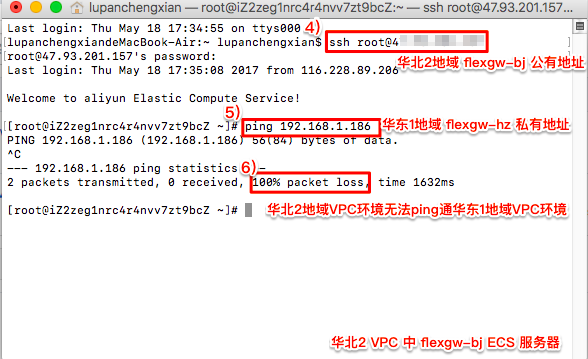 lupanchengxian — root@iZ2zeg1nrc4r4nvv7zt9bcZ:~ — ssh root@47.93.201.157...
Last login: Thu May 18 17:34:55 on ttys000
4)
lupanchengxiandeMacBook-Air:~ lupanchengxian$ ssh root@4
root@47.93.201.157's password:
华北2地域 flexgw-bj 公有地址
Last login: Thu May 18 17:35:08 2017 from 116.228.89.206
Welcome to aliyun Elastic Compute Service!
5)
[root@iZ2zeg1nrc4r4nvv7zt9bcZ ~]# ping 192.168.1.186 华东1地域 flexgw-hz 私有地址
PING 192.168.1.186 (192.168.1.186) 56(84) bytes of data.
^C
--- 192.168.1.186 ping statistics ---
6)
2 packets transmitted, 0 received, 100% packet loss, time 1632ms
[root@iZ2zeg1nrc4r4nvv7zt9bcZ ~]# 华北2地域VPC环境无法ping通华东1地域VPC环境
华北2 VPC 中 flexgw-bj ECS 服务器